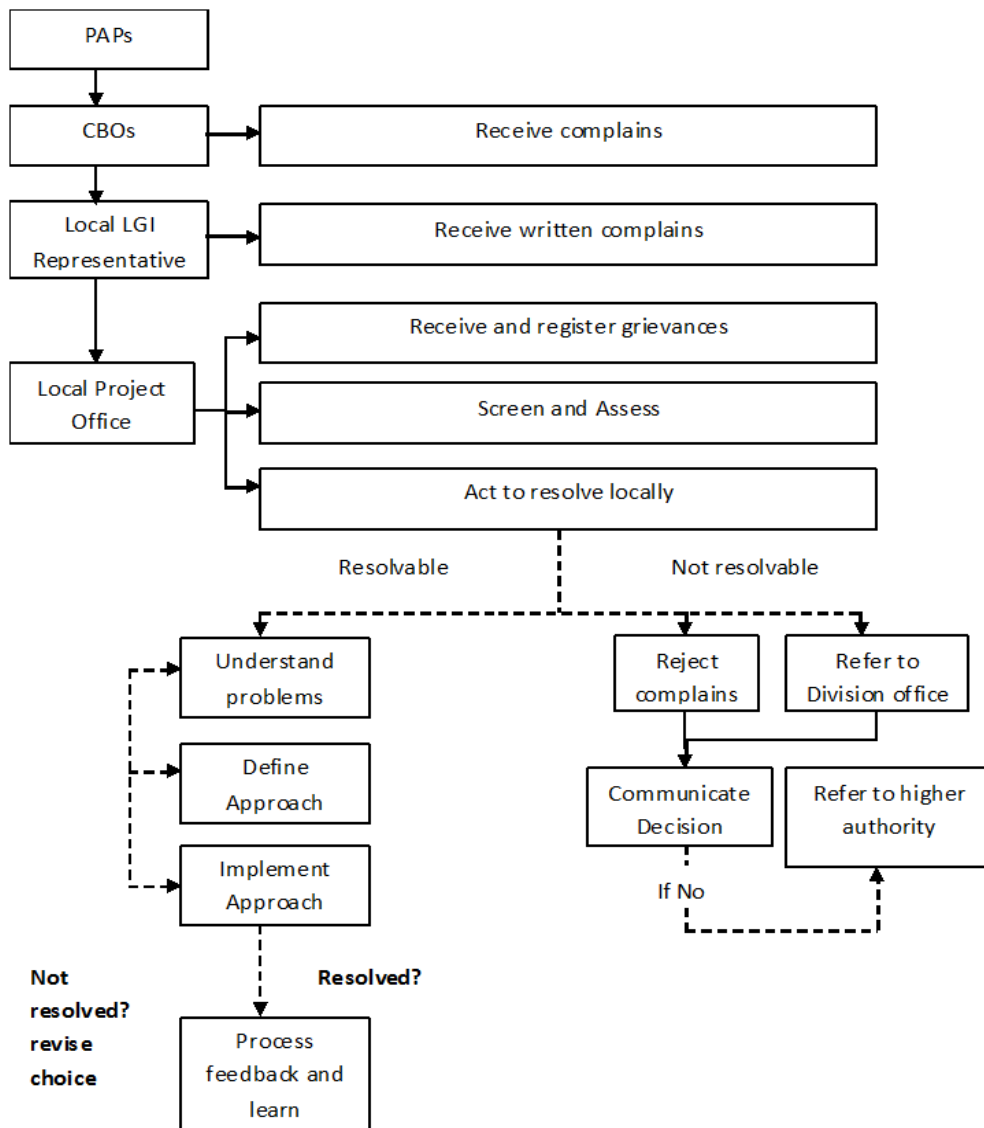 PAPs
CBOs
Receive complains
Local LGI
Representative
Receive written complains
Receive and register grievances
Local Project
Office
Screen and Assess
Act to resolve locally
Resolvable
Not resolvable
Understand
problems
Reject
complains
Refer to
Division office
Define
Approach
Communicate
Decision
Refer to higher
authority
Implement
Approach
If No
Not
resolved?
revise
choice
Resolved?
Process
feedback and
learn